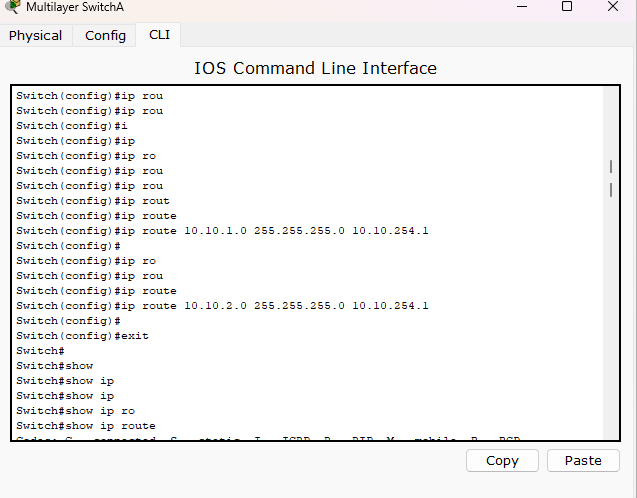 Multilayer SwitchA
Physical Config CLI
IOS Command Line Interface
Switch(config)#ip rou
Switch(config)#ip rou
Switch(config)#i
Switch(config)#ip
Switch(config)#ip ro
Switch(config)#ip rou
Switch(config)#ip rou
Switch(config)#ip rout
Switch(config)#ip route
Switch(config)#ip route 10.10.1.0 255.255.255.0 10.10.254.1
Switch(config)#
Switch(config)#ip ro
Switch(config)#ip rou
Switch(config)#ip route
Switch(config)#ip route 10.10.2.0 255.255.255.0 10.10.254.1
Switch(config)#
Switch(config)#exit
Switch#
Switch#show
Switch#show ip
Switch#show ip
Switch#show ip ro
Switch#show ip route
Copy Paste